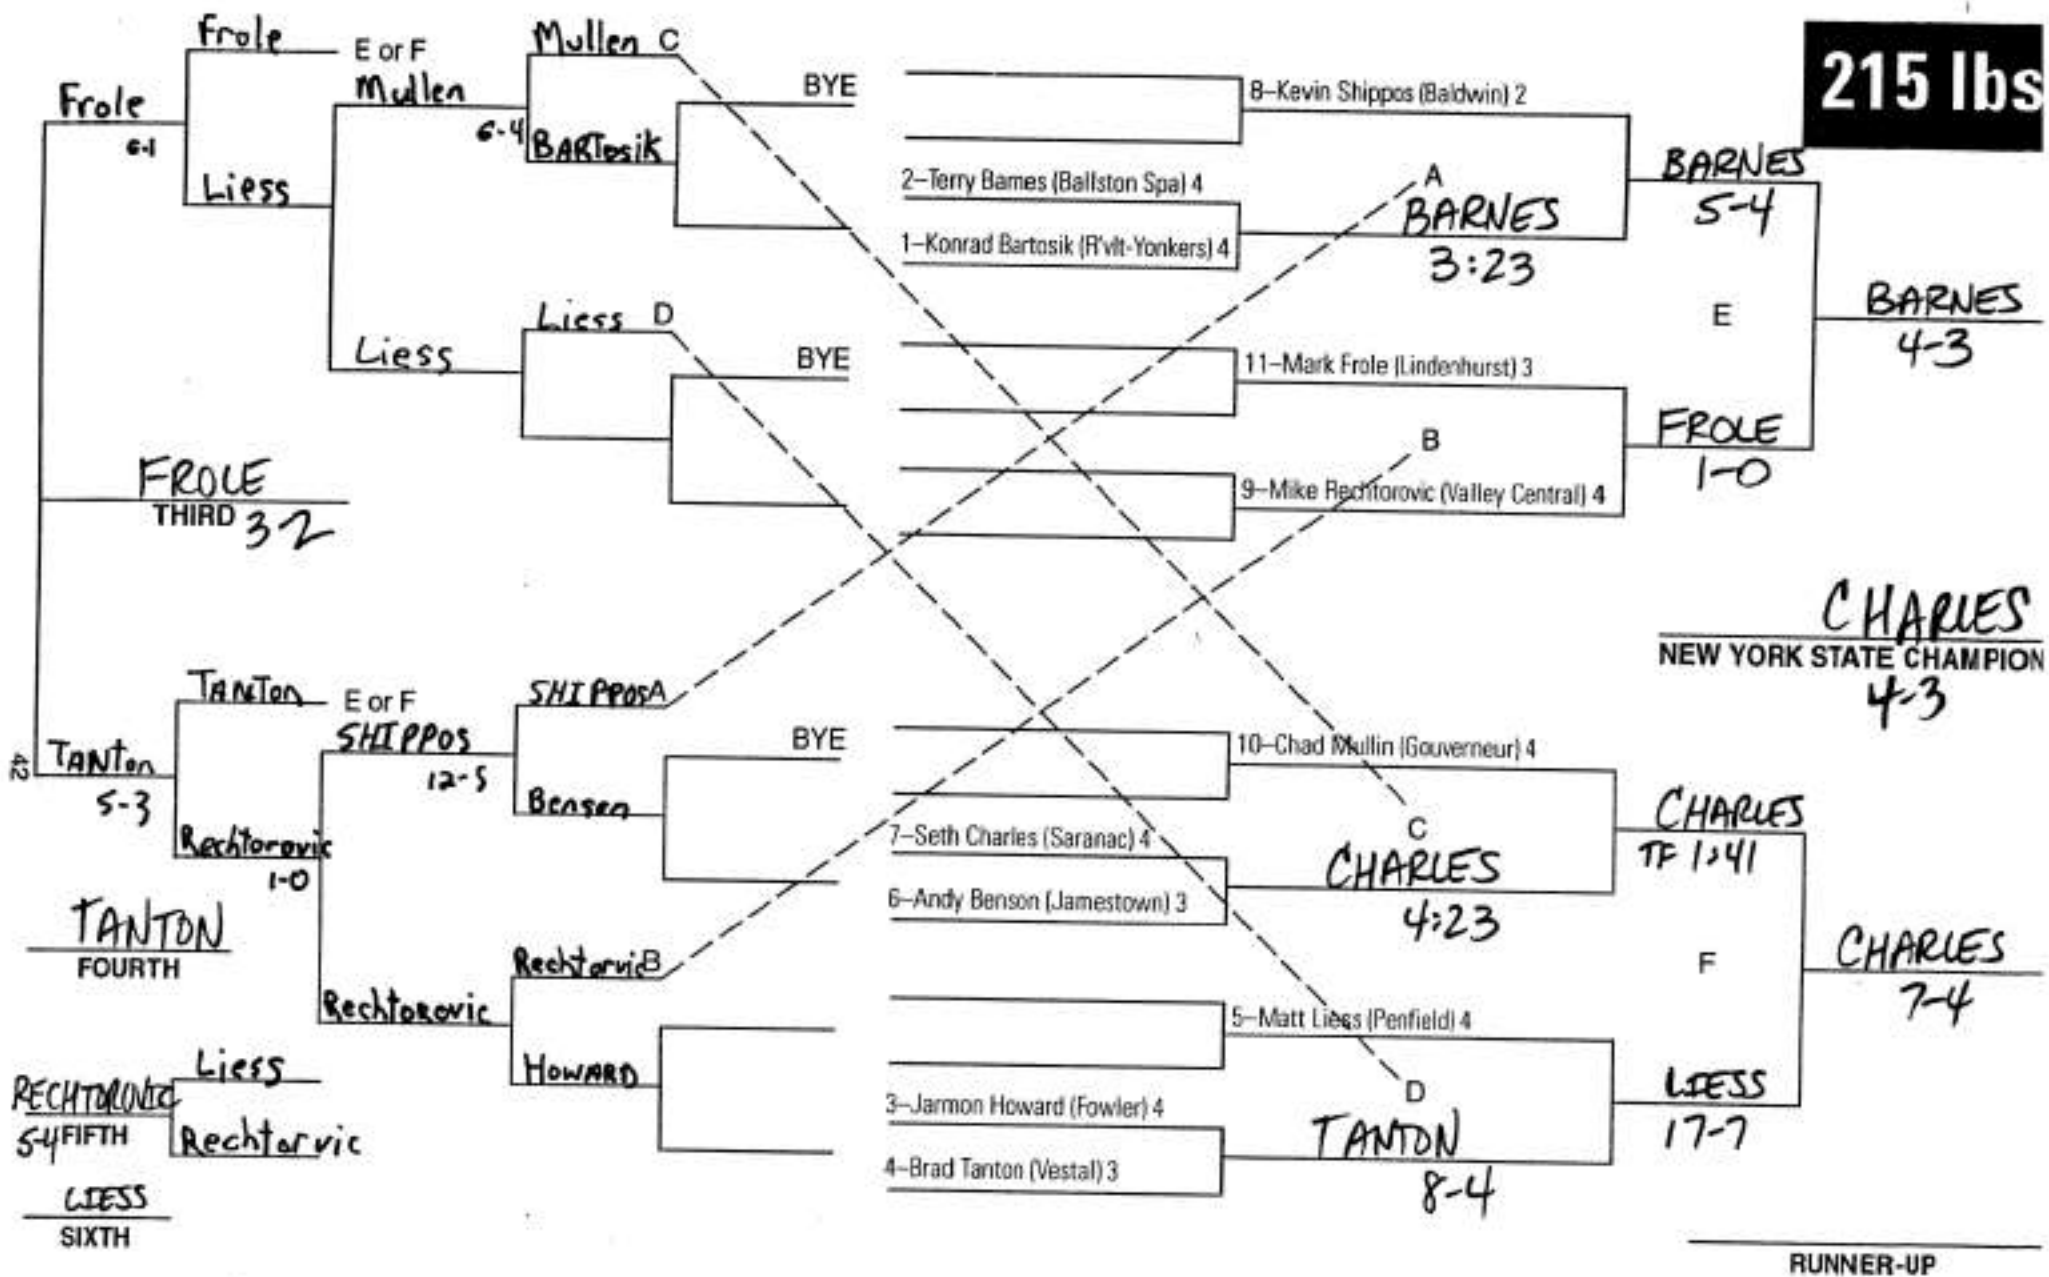 215 lbs
Frole
E or F
Mullen C
BYE
8–Kevin Shippos (Baldwin) 2
Frole
6-1
Mullen
6-4
BARTosik
2–Terry Barnes (Ballston Spa) 4
A
BARNES
3:23
BARNES
5-4
Liess
1–Konrad Bartosik (R'vlt-Yonkers) 4
Liess D
E
BARNES
4-3
Liess
BYE
11–Mark Frole (Lindenhurst) 3
B
FROLE
1-0
FROLE
THIRD 3-2
9–Mike Rechtorovic (Valley Central) 4
CHARLES
NEW YORK STATE CHAMPION
4-3
TANTon
E or F
SHIPPOS A
SHIPPOS
12-5
BYE
10–Chad Mullin (Gouverneur) 4
42
TANTon
5-3
Bensen
7–Seth Charles (Saranac) 4
C
CHARLES
4:23
CHARLES
TF 1:41
Rechtorovic
1-0
6–Andy Benson (Jamestown) 3
TANTON
FOURTH
Rechtorvic B
F
CHARLES
7-4
Rechtorovic
5–Matt Liess (Penfield) 4
Liess
HOWARD
D
LIESS
17-7
RECHTOROVIC
5-4 FIFTH
3–Jarmon Howard (Fowler) 4
TANTON
8-4
Rechtorvic
4–Brad Tanton (Vestal) 3
LIESS
SIXTH
RUNNER-UP